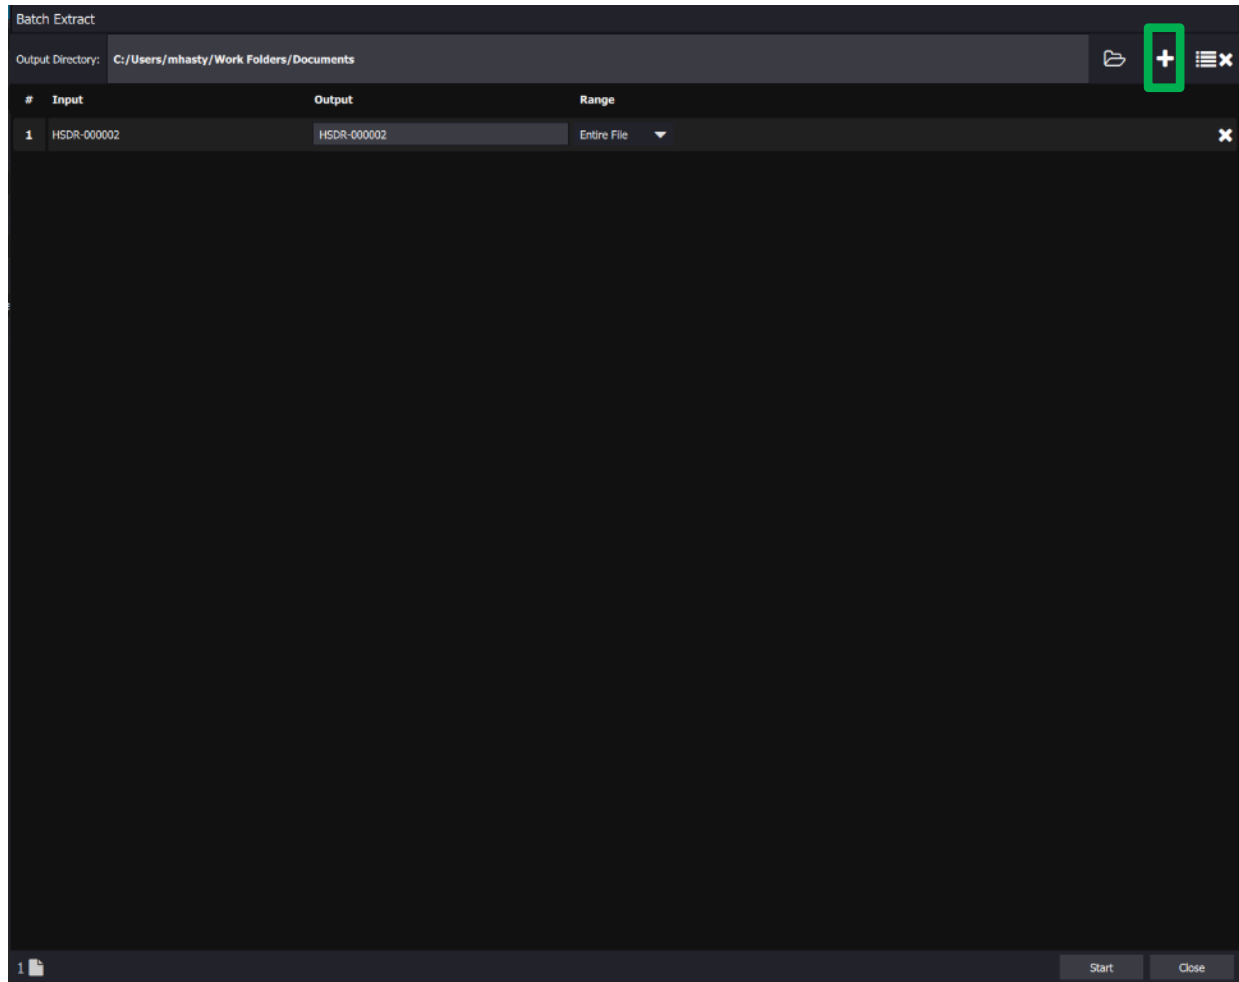 Batch Extract
Output Directory: C:/Users/mhasty/Work Folders/Documents
# Input Output Range
1 HSDR-000002 HSDR-000002 Entire File
1 Start Close